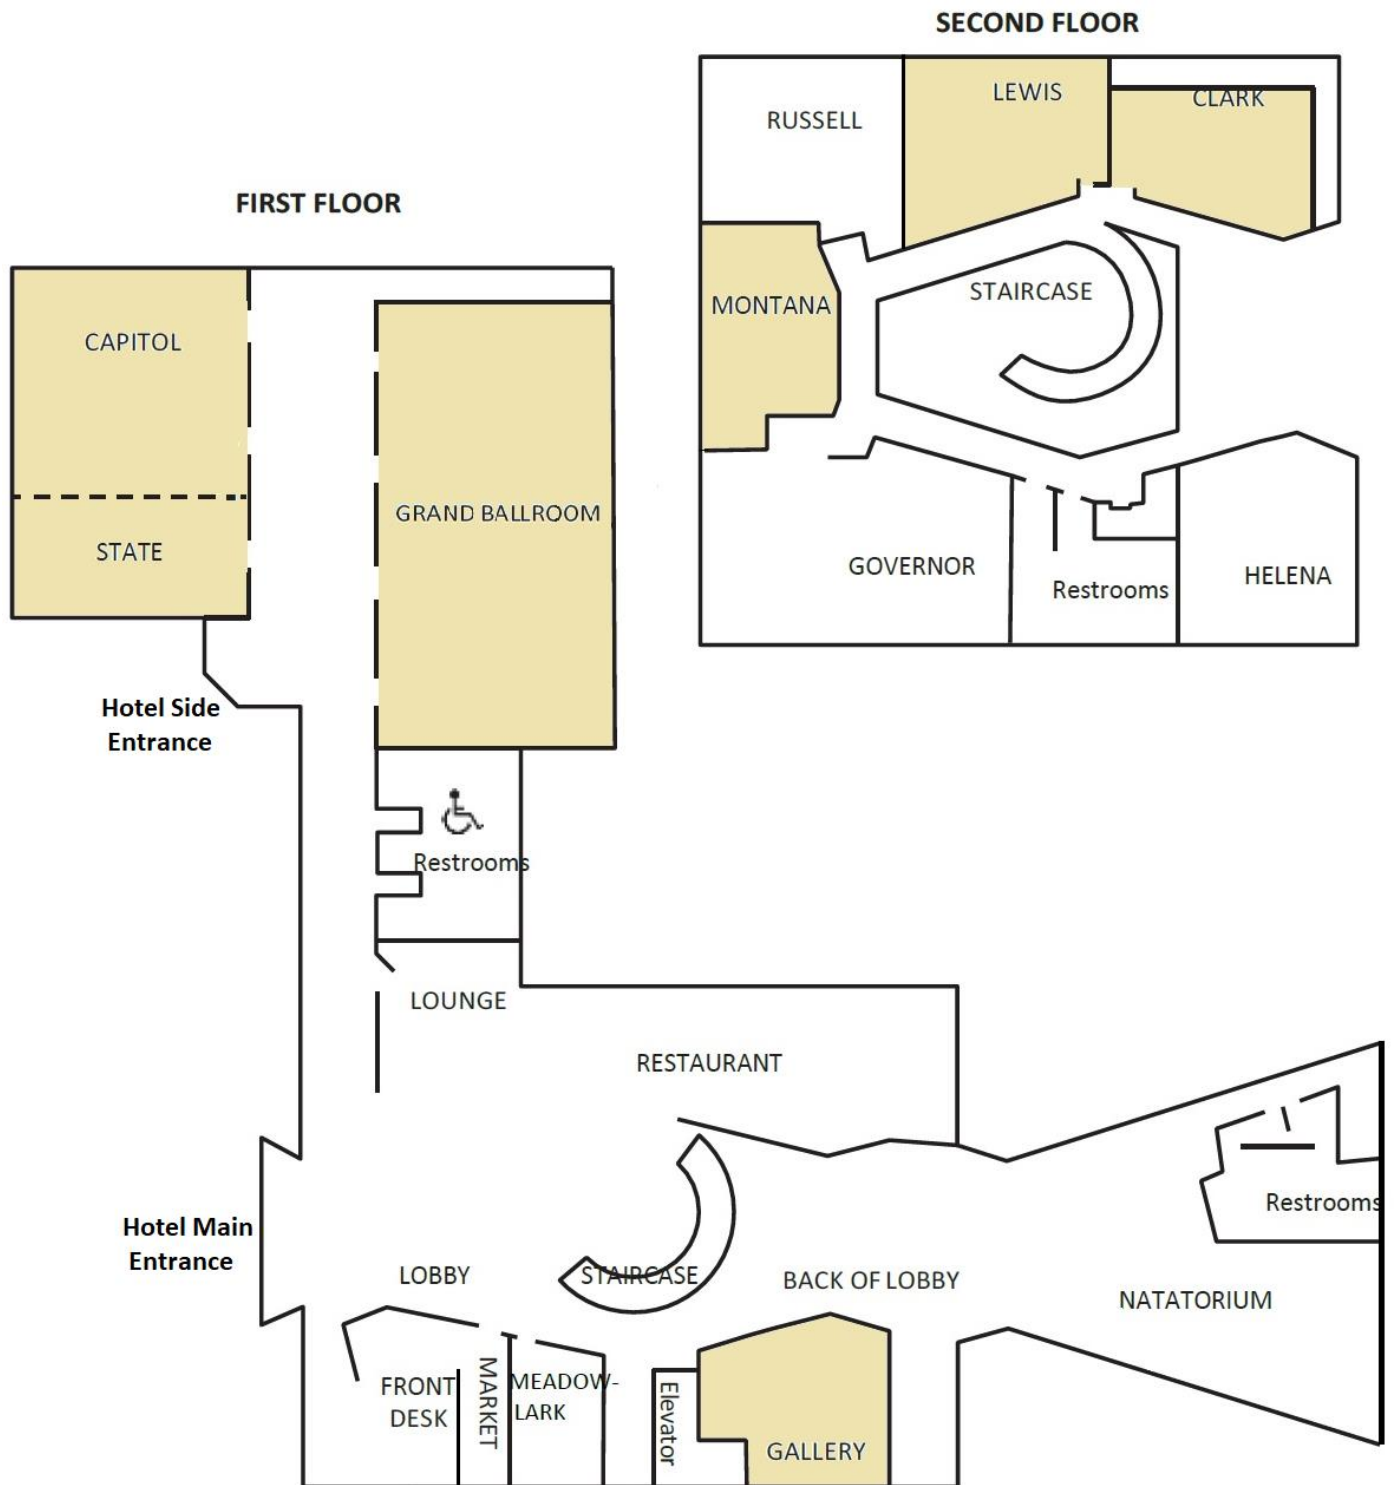 SECOND FLOOR
LEWIS
CLARK
RUSSELL
STAIRCASE
MONTANA
GOVERNOR
Restrooms
HELENA
FIRST FLOOR
CAPITOL
GRAND BALLROOM
STATE
Hotel Side
Entrance
Restrooms
LOUNGE
RESTAURANT
Restrooms
Hotel Main
Entrance
LOBBY
STAIRCASE
BACK OF LOBBY
NATATORIUM
FRONT
DESK
MARKET
MEADOW-
LARK
Elevator
GALLERY